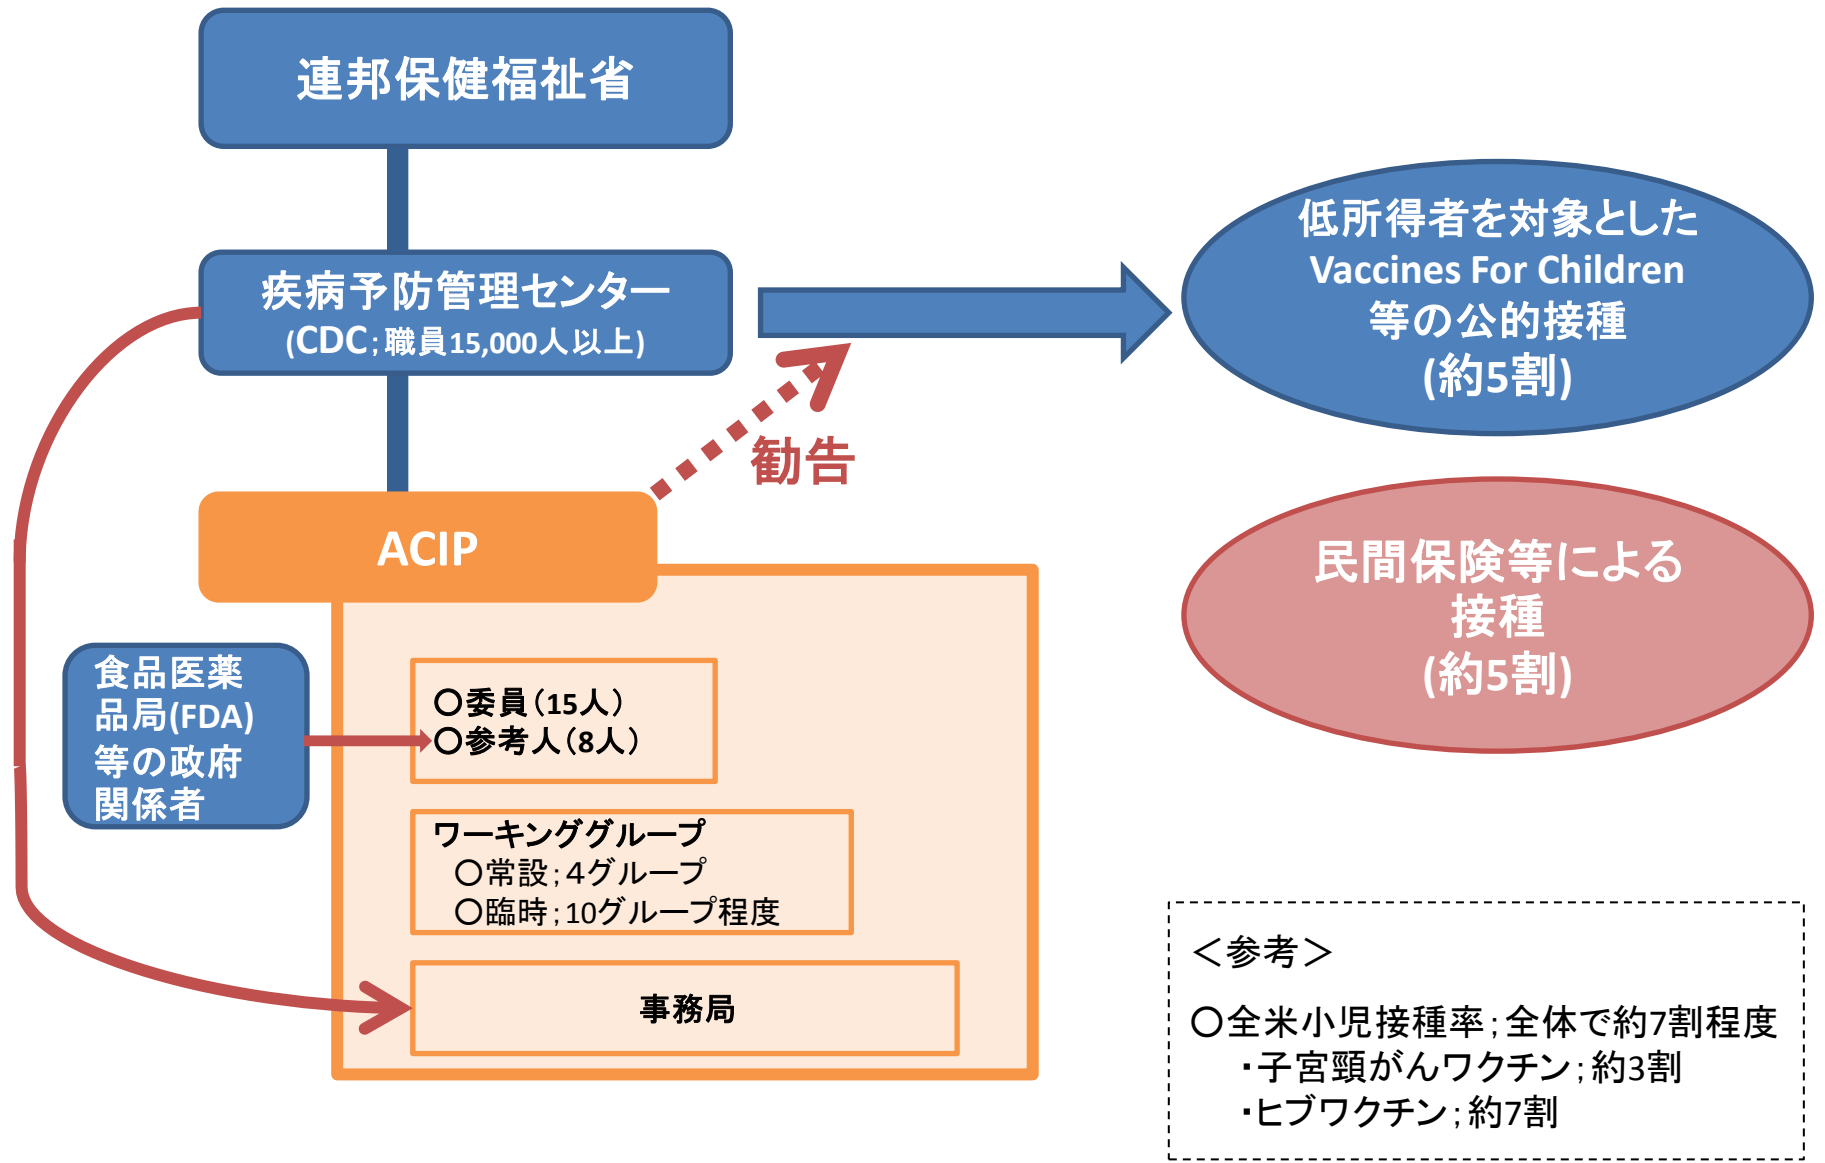 連邦保健福祉省
疾病予防管理センター
(CDC;職員15,000人以上)
低所得者を対象とした
Vaccines For Children
等の公的接種
(約5割)
勧告
ACIP
民間保険等による
接種
(約5割)
食品医薬
品局(FDA)
等の政府
関係者
○委員(15人)
○参考人(8人)
ワーキンググループ
○常設;4グループ
○臨時;10グループ程度
事務局
<参考>
○全米小児接種率;全体で約7割程度
・子宮頸がんワクチン;約3割
・ヒブワクチン;約7割